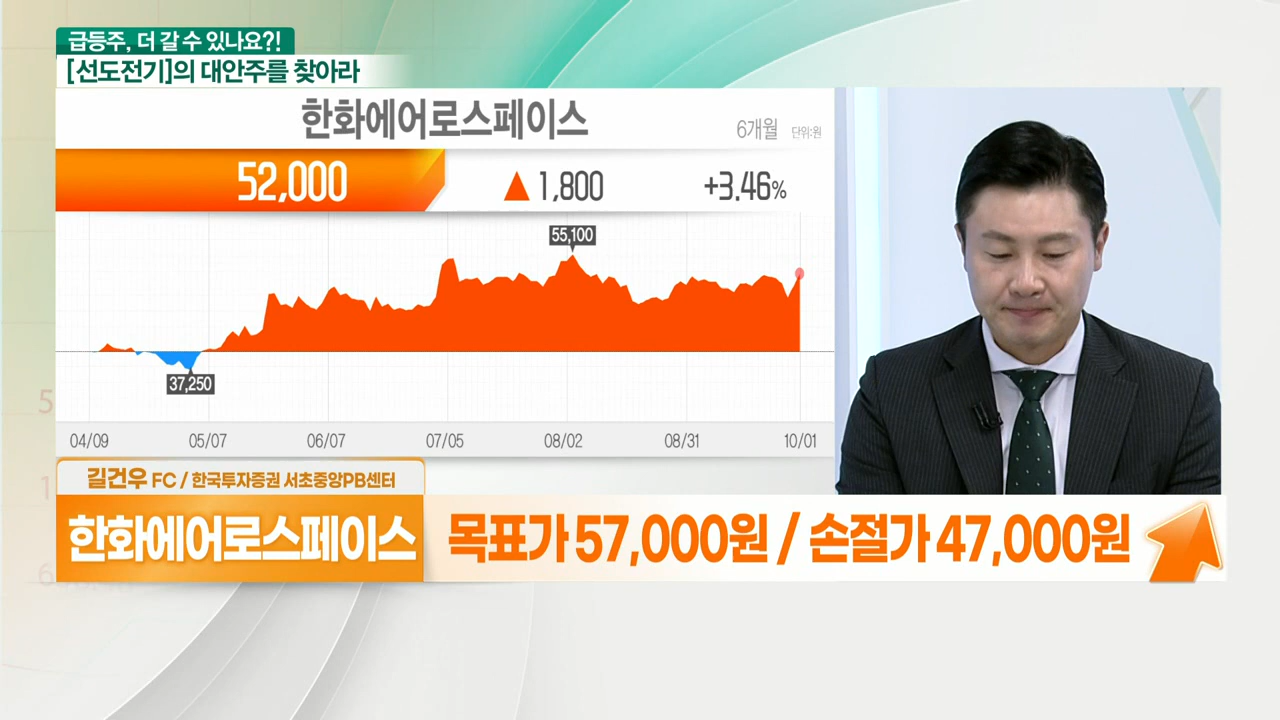 급등주, 더 갈 수 있나요?!
[선도전기]의 대안주를 찾아라
한화에어로스페이스
6개월 단위:원
52,000 ▲ 1,800 +3.46%
55,100
37,250
04/09 05/07 06/07 07/05 08/02 08/31 10/01
길건우 FC / 한국투자증권 서초중앙PB센터
한화에어로스페이스
목표가 57,000원 / 손절가 47,000원